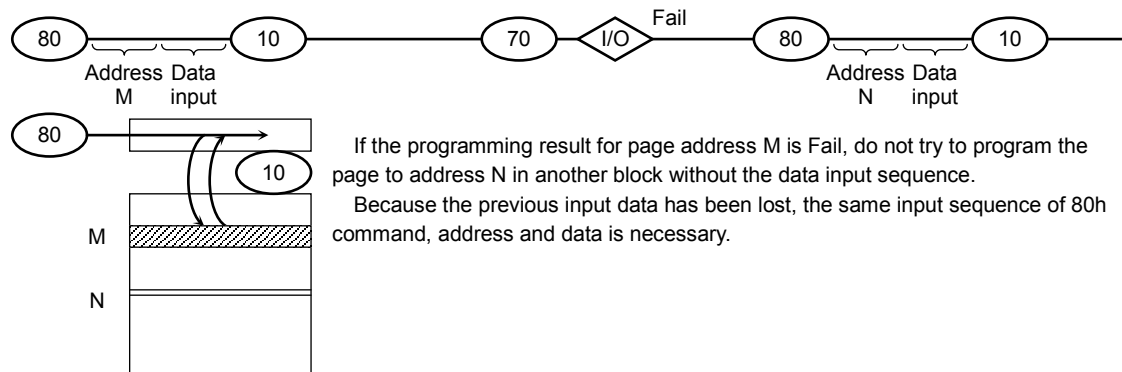 80 10 70 I/O Fail 80 10
Address Data Address Data
M input N input
80
10
M
N
If the programming result for page address M is Fail, do not try to program the
page to address N in another block without the data input sequence.
Because the previous input data has been lost, the same input sequence of 80h
command, address and data is necessary.